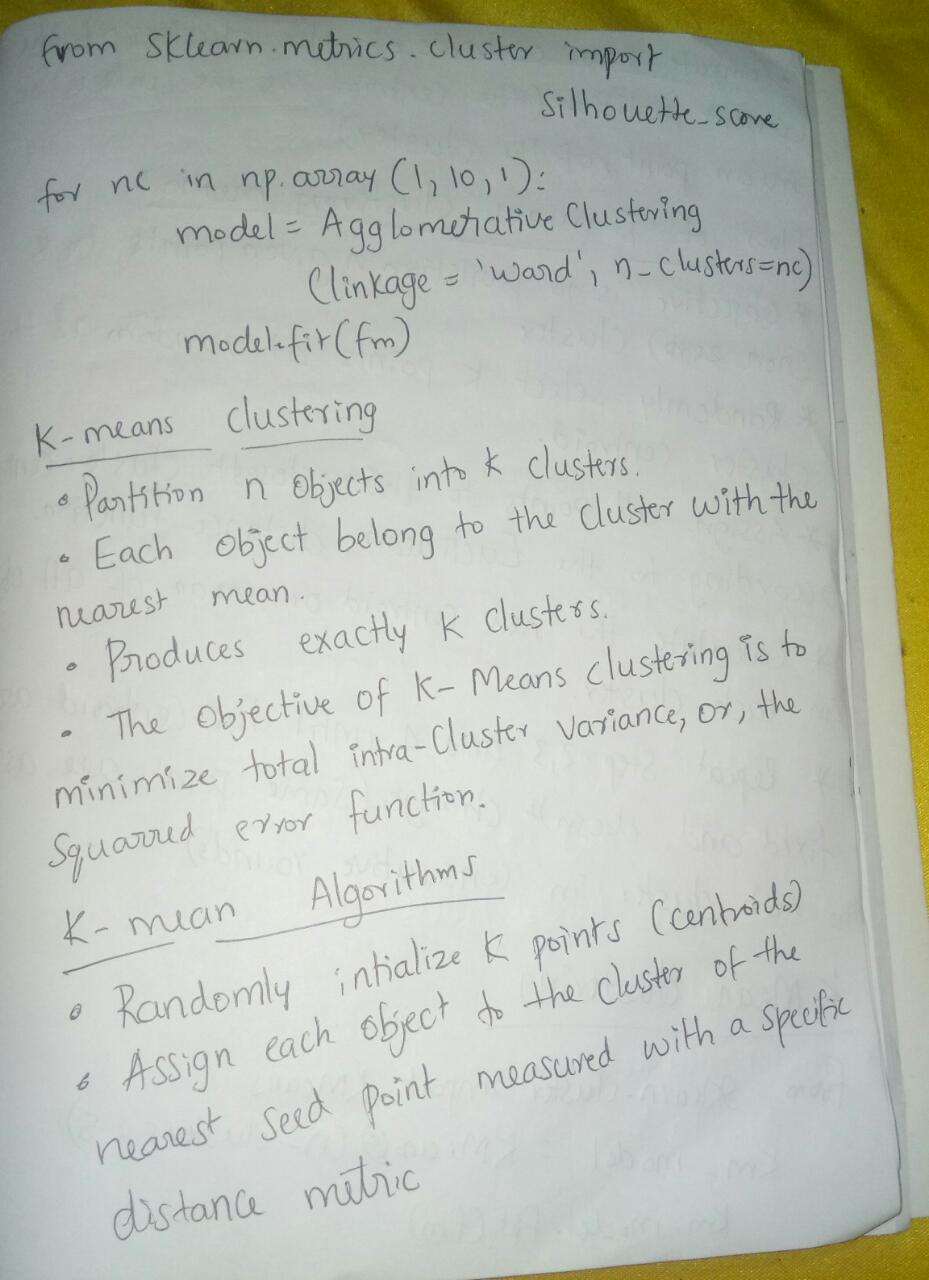 from Sklearn.metrics.cluster import
Silhouette_score
for nc in np.array (1, 10, 1):
model = Agglomerative Clustering
(linkage = 'ward', n_clusters=nc)
model.fit(fm)
K-means clustering
• Partition n Objects into K clusters.
• Each object belong to the cluster with the
nearest mean.
• Produces exactly K clusters.
• The Objective of K-Means clustering is to
minimize total intra-Cluster variance, or, the
Squarred error function.
K-mean Algorithms
• Randomly intialize K points (centroids)
• Assign each object to the cluster of the
nearest seed point measured with a specific
distance metric